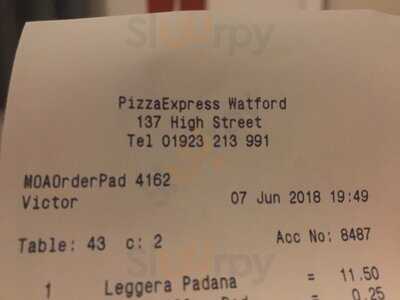 PizzaExpress Watford
137 High Street
Tel 01923 213 991
MOAOrderPad 4162
Victor 07 Jun 2018 19:49
Table: 43 c: 2 Acc No: 8487
1 Leggera Padana = 11.50
= 0.25